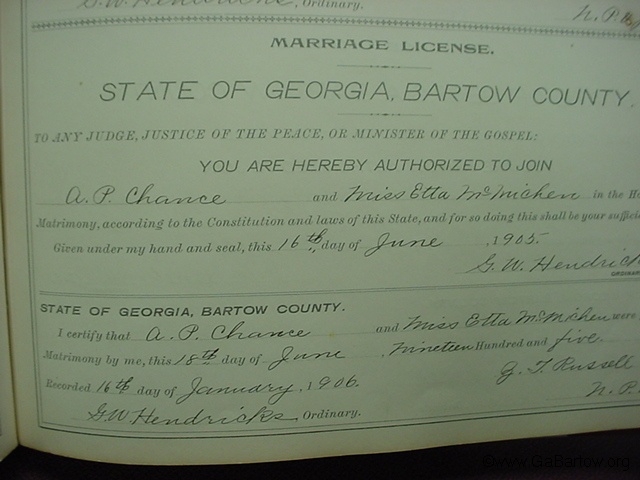 G. W. Hendricks, Ordinary.
N. P.
MARRIAGE LICENSE.
STATE OF GEORGIA, BARTOW COUNTY.
TO ANY JUDGE, JUSTICE OF THE PEACE, OR MINISTER OF THE GOSPEL:
YOU ARE HEREBY AUTHORIZED TO JOIN
A. P. Chance and Miss Etta McMichen in the Ho
Matrimony, according to the Constitution and laws of this State, and for so doing this shall be your suffici
Given under my hand and seal, this 16th day of June , 1905.
G. W. Hendrick
ORDINAR
STATE OF GEORGIA, BARTOW COUNTY.
I certify that A. P. Chance and Miss Etta McMichen were
Matrimony by me, this 18th day of June , Nineteen Hundred and five
G. T. Russell
Recorded 16th day of January , 1906.
N. P.
G. W. Hendricks Ordinary.
©www.GaBartow.org